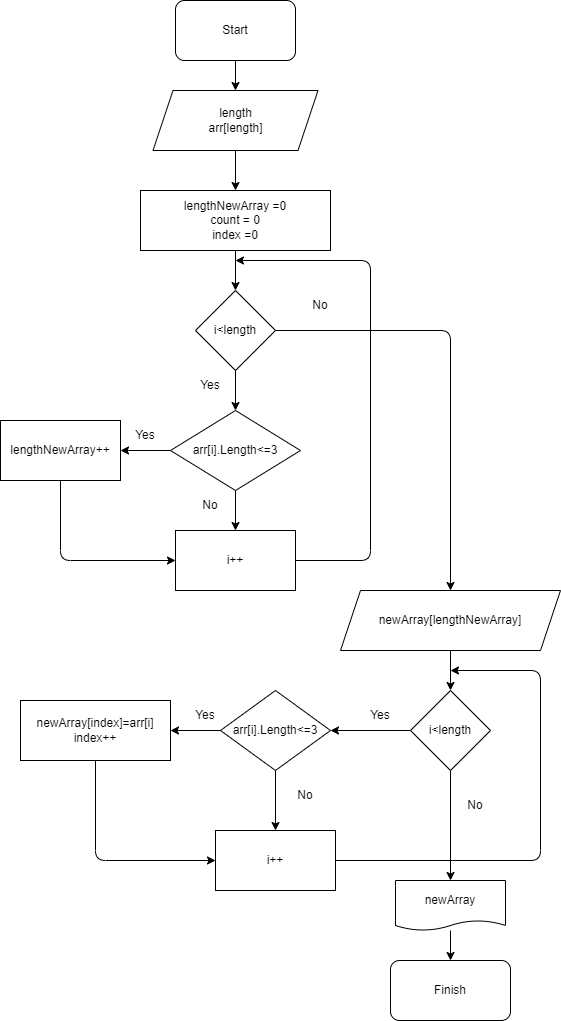 Start
length
arr[length]
lengthNewArray =0
count = 0
index =0
No
i<length
Yes
Yes
lengthNewArray++
arr[i].Length<=3
No
i++
newArray[lengthNewArray]
newArray[index]=arr[i]
index++
Yes
arr[i].Length<=3
Yes
i<length
No
No
i++
newArray
Finish